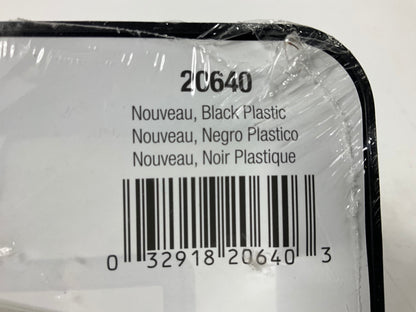 20640
Nouveau, Black Plastic
Nouveau, Negro Plastico
Nouveau, Noir Plastique
0 32918 20640 3